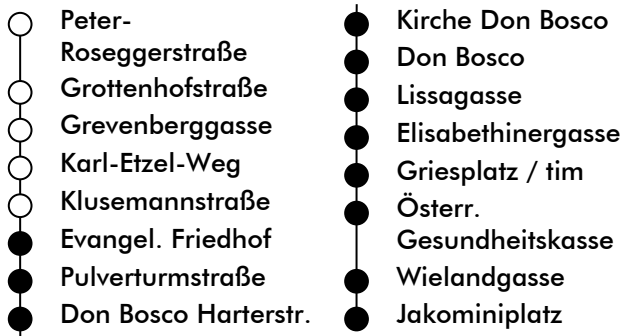 Peter-
Roseggerstraße
Grottenhofstraße
Grevenberggasse
Karl-Etzel-Weg
Klusemannstraße
Evangel. Friedhof
Pulverturmstraße
Don Bosco Harterstr.
Kirche Don Bosco
Don Bosco
Lissagasse
Elisabethinergasse
Griesplatz / tim
Österr.
Gesundheitskasse
Wielandgasse
Jakominiplatz